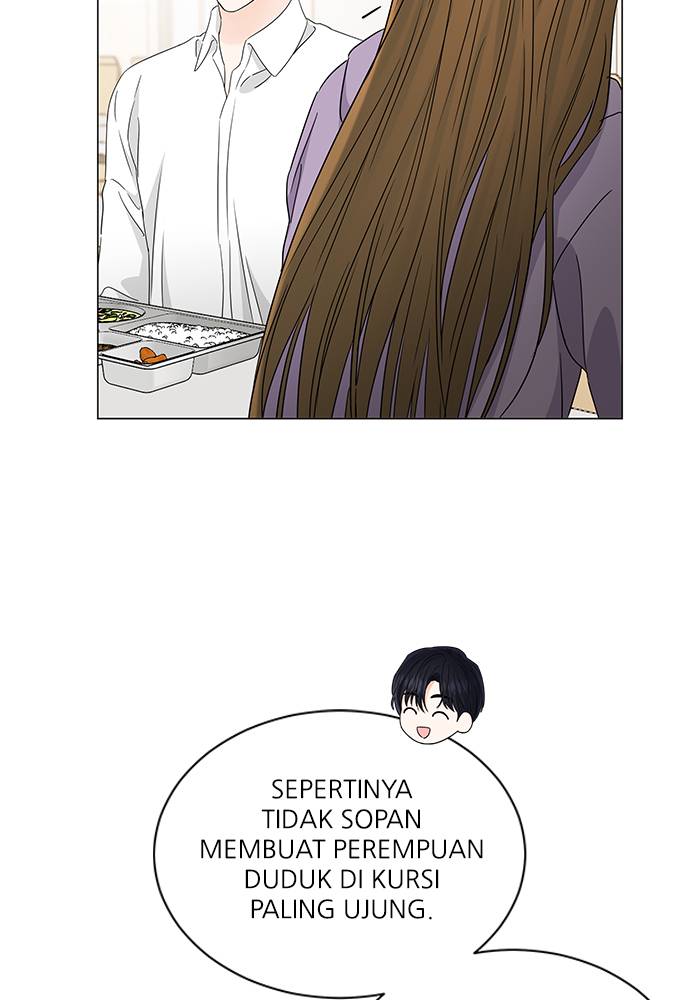 SEPERTINYA
TIDAK SOPAN
MEMBUAT PEREMPUAN
DUDUK DI KURSI
PALING UJUNG.